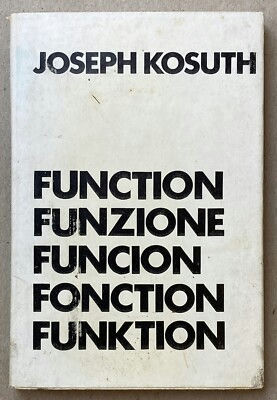 JOSEPH KOSUTH
FUNCTION
FUNZIONE
FUNCION
FONCTION
FUNKTION